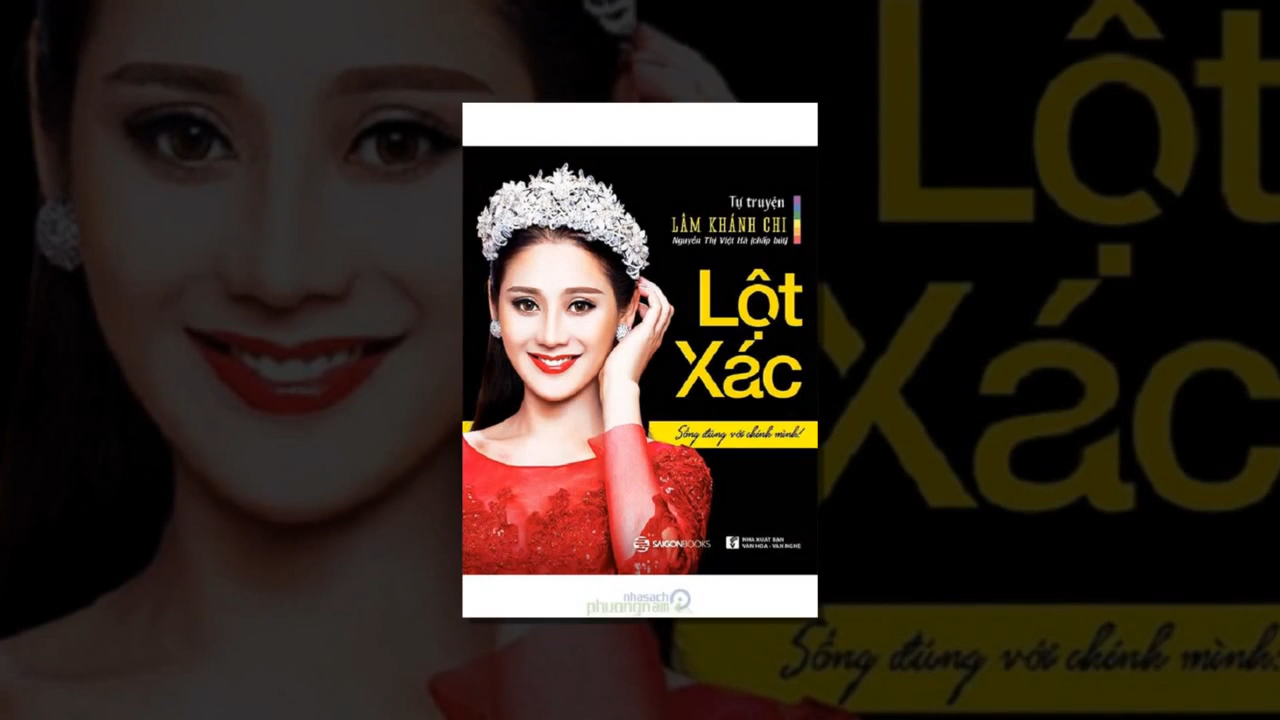 Tự truyện
LÂM KHÁNH CHI
Nguyễn Thị Việt Hà (chấp bút)
Lột
Xác
Sống đúng với chính mình!
SAIGONBOOKS
NHÀ XUẤT BẢN
VĂN HÓA - VĂN NGHỆ
nhasach
phuongnam
Lột
Xác
Sống đúng với chính mình!